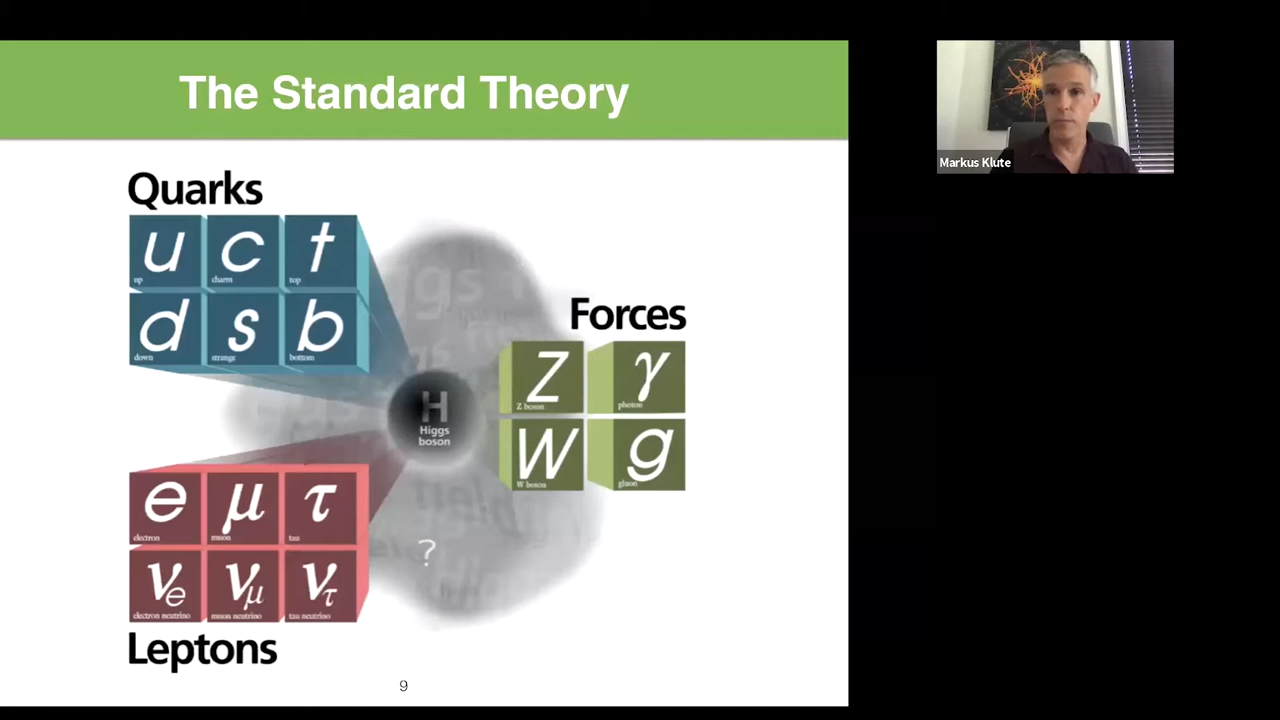 The Standard Theory
Markus Klute
Quarks
u c t
up charm top
d s b
down strange bottom
Forces
Z γ
Z boson photon
W g
W boson gluon
H
Higgs
boson
e μ τ
electron muon tau
?
νe νμ ντ
electron neutrino muon neutrino tau neutrino
Leptons
9